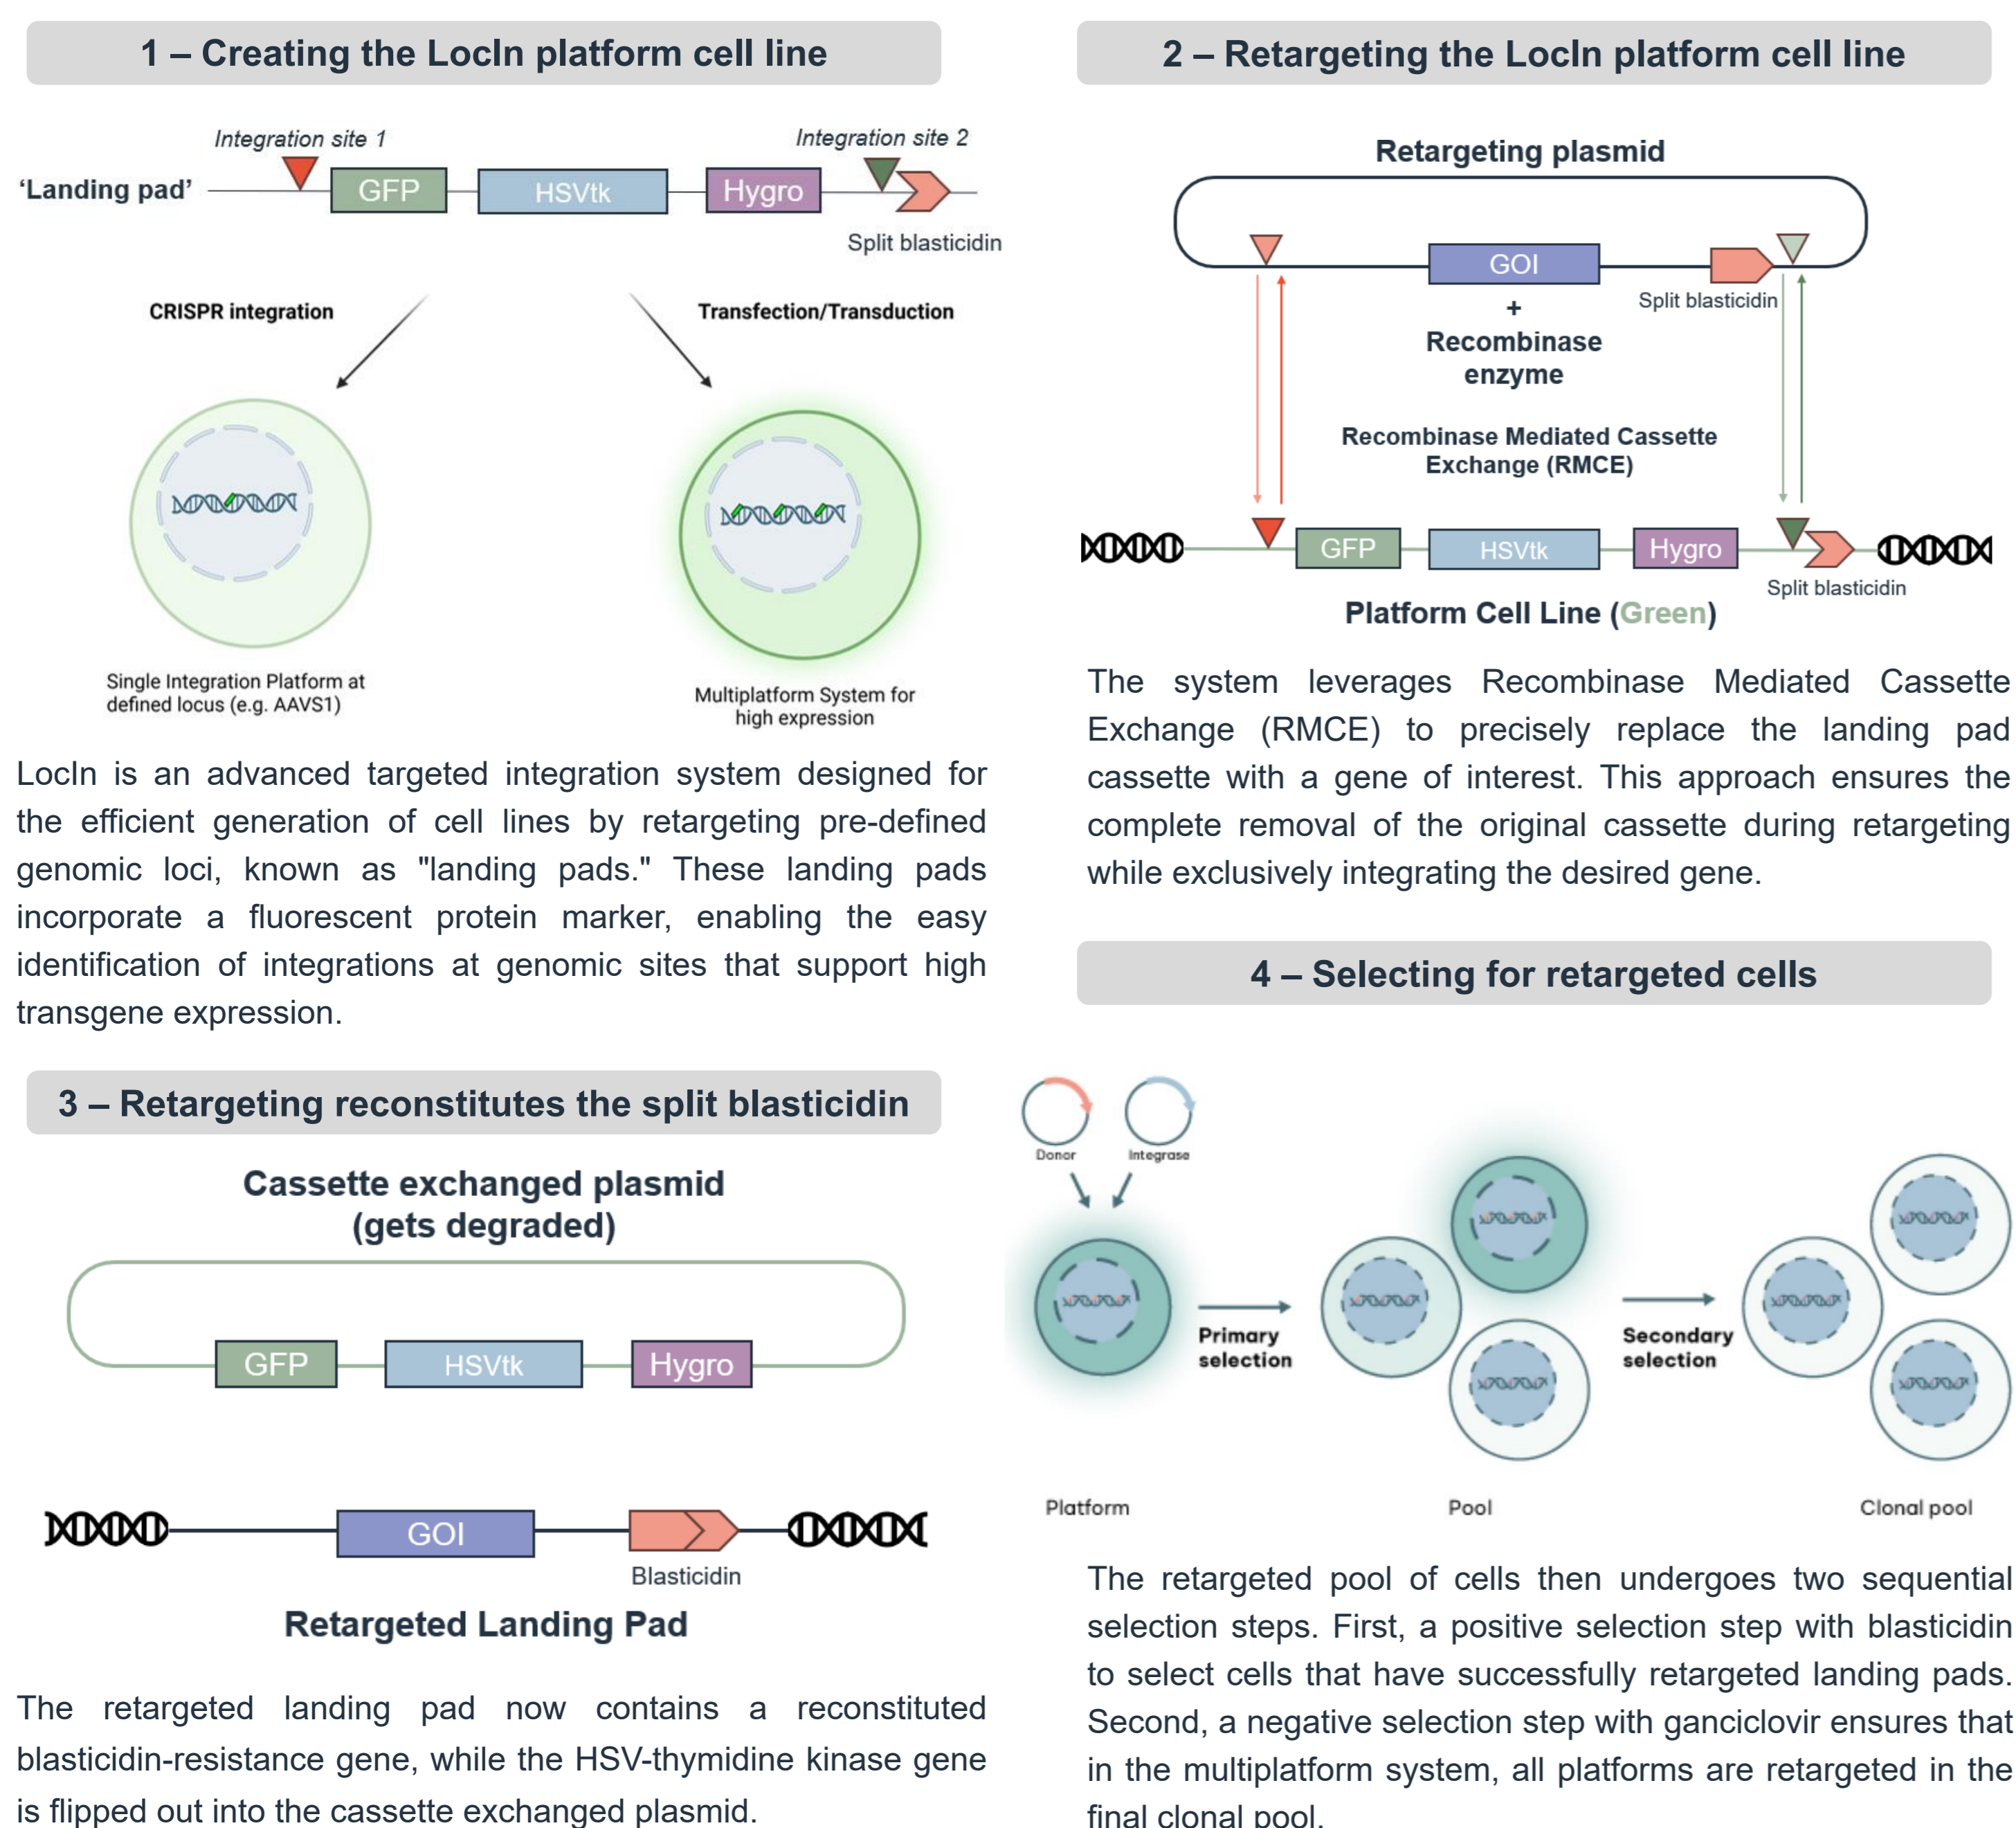 1 – Creating the LocIn platform cell line
Integration site 1
Integration site 2
'Landing pad'
GFP
HSVtk
Hygro
Split blasticidin
CRISPR integration
Transfection/Transduction
Single Integration Platform at
defined locus (e.g. AAVS1)
Multiplatform System for
high expression
LocIn is an advanced targeted integration system designed for
the efficient generation of cell lines by retargeting pre-defined
genomic loci, known as "landing pads." These landing pads
incorporate a fluorescent protein marker, enabling the easy
identification of integrations at genomic sites that support high
transgene expression.
2 – Retargeting the LocIn platform cell line
Retargeting plasmid
GOI
Split blasticidin
+
Recombinase
enzyme
Recombinase Mediated Cassette
Exchange (RMCE)
GFP
HSVtk
Hygro
Split blasticidin
Platform Cell Line (Green)
The system leverages Recombinase Mediated Cassette
Exchange (RMCE) to precisely replace the landing pad
cassette with a gene of interest. This approach ensures the
complete removal of the original cassette during retargeting
while exclusively integrating the desired gene.
3 – Retargeting reconstitutes the split blasticidin
Cassette exchanged plasmid
(gets degraded)
GFP
HSVtk
Hygro
GOI
Blasticidin
Retargeted Landing Pad
The retargeted landing pad now contains a reconstituted
blasticidin-resistance gene, while the HSV-thymidine kinase gene
is flipped out into the cassette exchanged plasmid.
4 – Selecting for retargeted cells
Donor
Integrase
Primary
selection
Secondary
selection
Platform
Pool
Clonal pool
The retargeted pool of cells then undergoes two sequential
selection steps. First, a positive selection step with blasticidin
to select cells that have successfully retargeted landing pads.
Second, a negative selection step with ganciclovir ensures that
in the multiplatform system, all platforms are retargeted in the
final clonal pool.